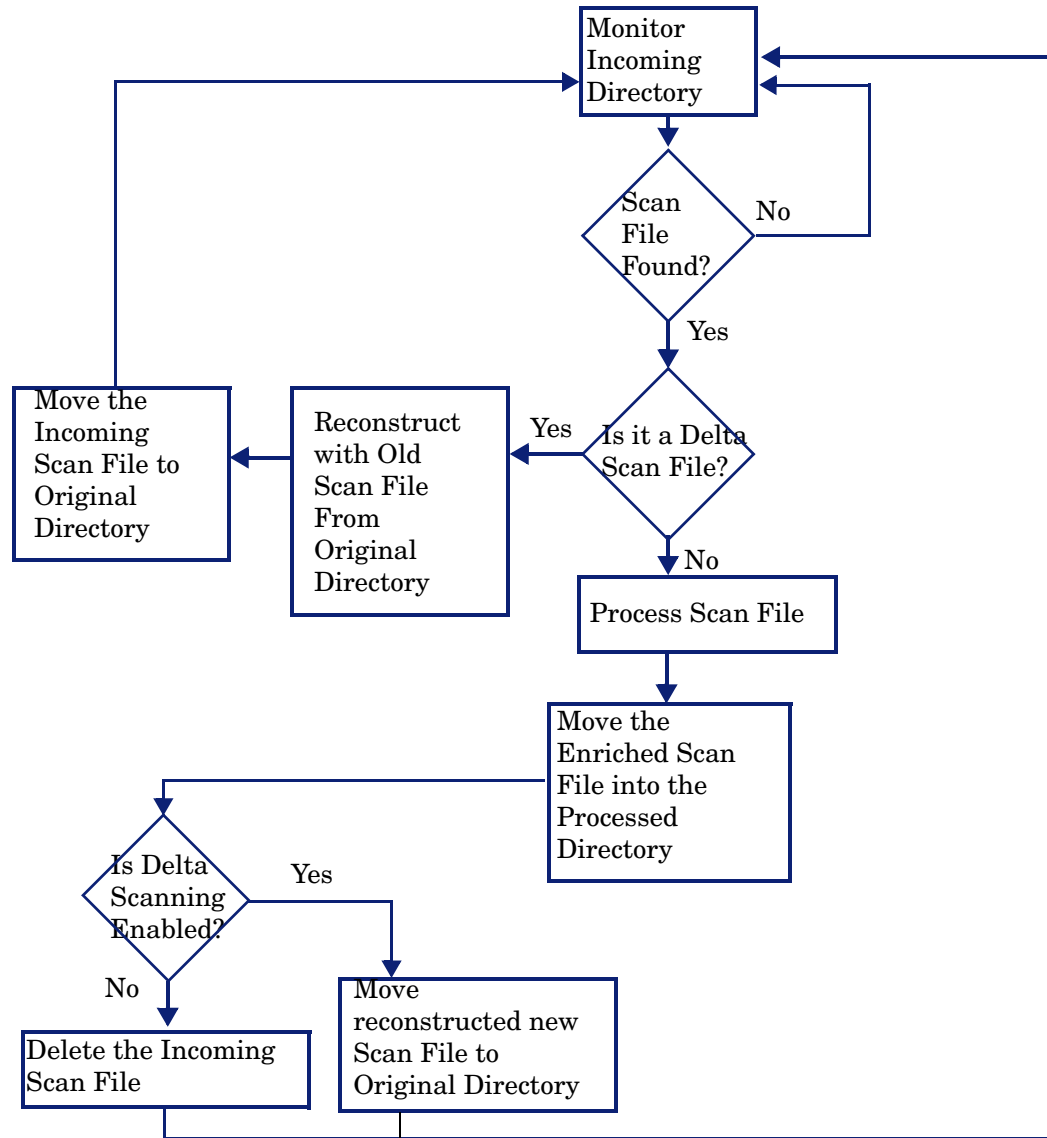 Monitor
Incoming
Directory
Scan
File
Found?
No
Yes
Is it a Delta
Scan File?
Yes
Reconstruct
with Old
Scan File
From
Original
Directory
Move the
Incoming
Scan File to
Original
Directory
No
Process Scan File
Move the
Enriched Scan
File into the
Processed
Directory
Is Delta
Scanning
Enabled?
Yes
No
Move
reconstructed new
Scan File to
Original Directory
Delete the Incoming
Scan File